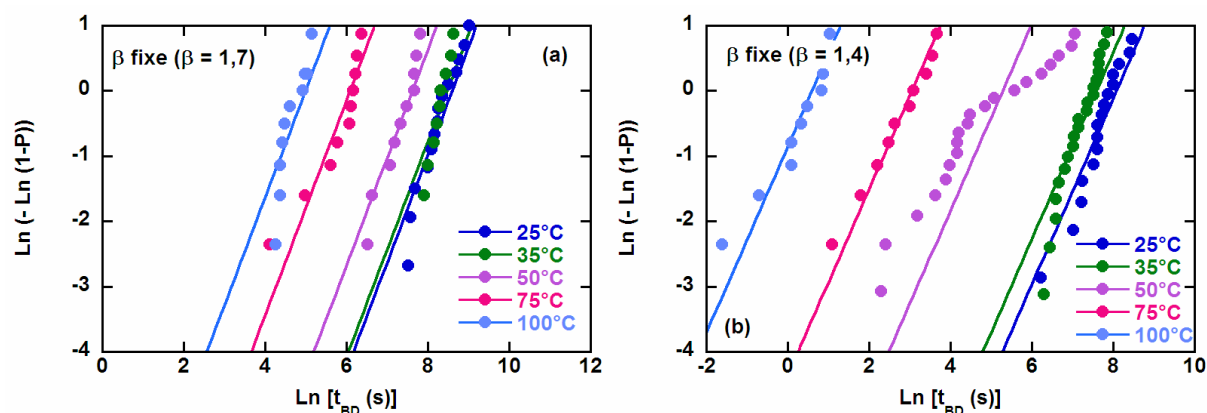 β fixe (β = 1,7)
(a)
Ln (- Ln (1-P))
1
0
-1
-2
-3
-4
25°C
35°C
50°C
75°C
100°C
0 2 4 6 8 10 12
Ln [t_BD (s)]
β fixe (β = 1,4)
(b)
Ln (- Ln (1-P))
1
0
-1
-2
-3
-4
25°C
35°C
50°C
75°C
100°C
-2 0 2 4 6 8 10
Ln [t_BD (s)]